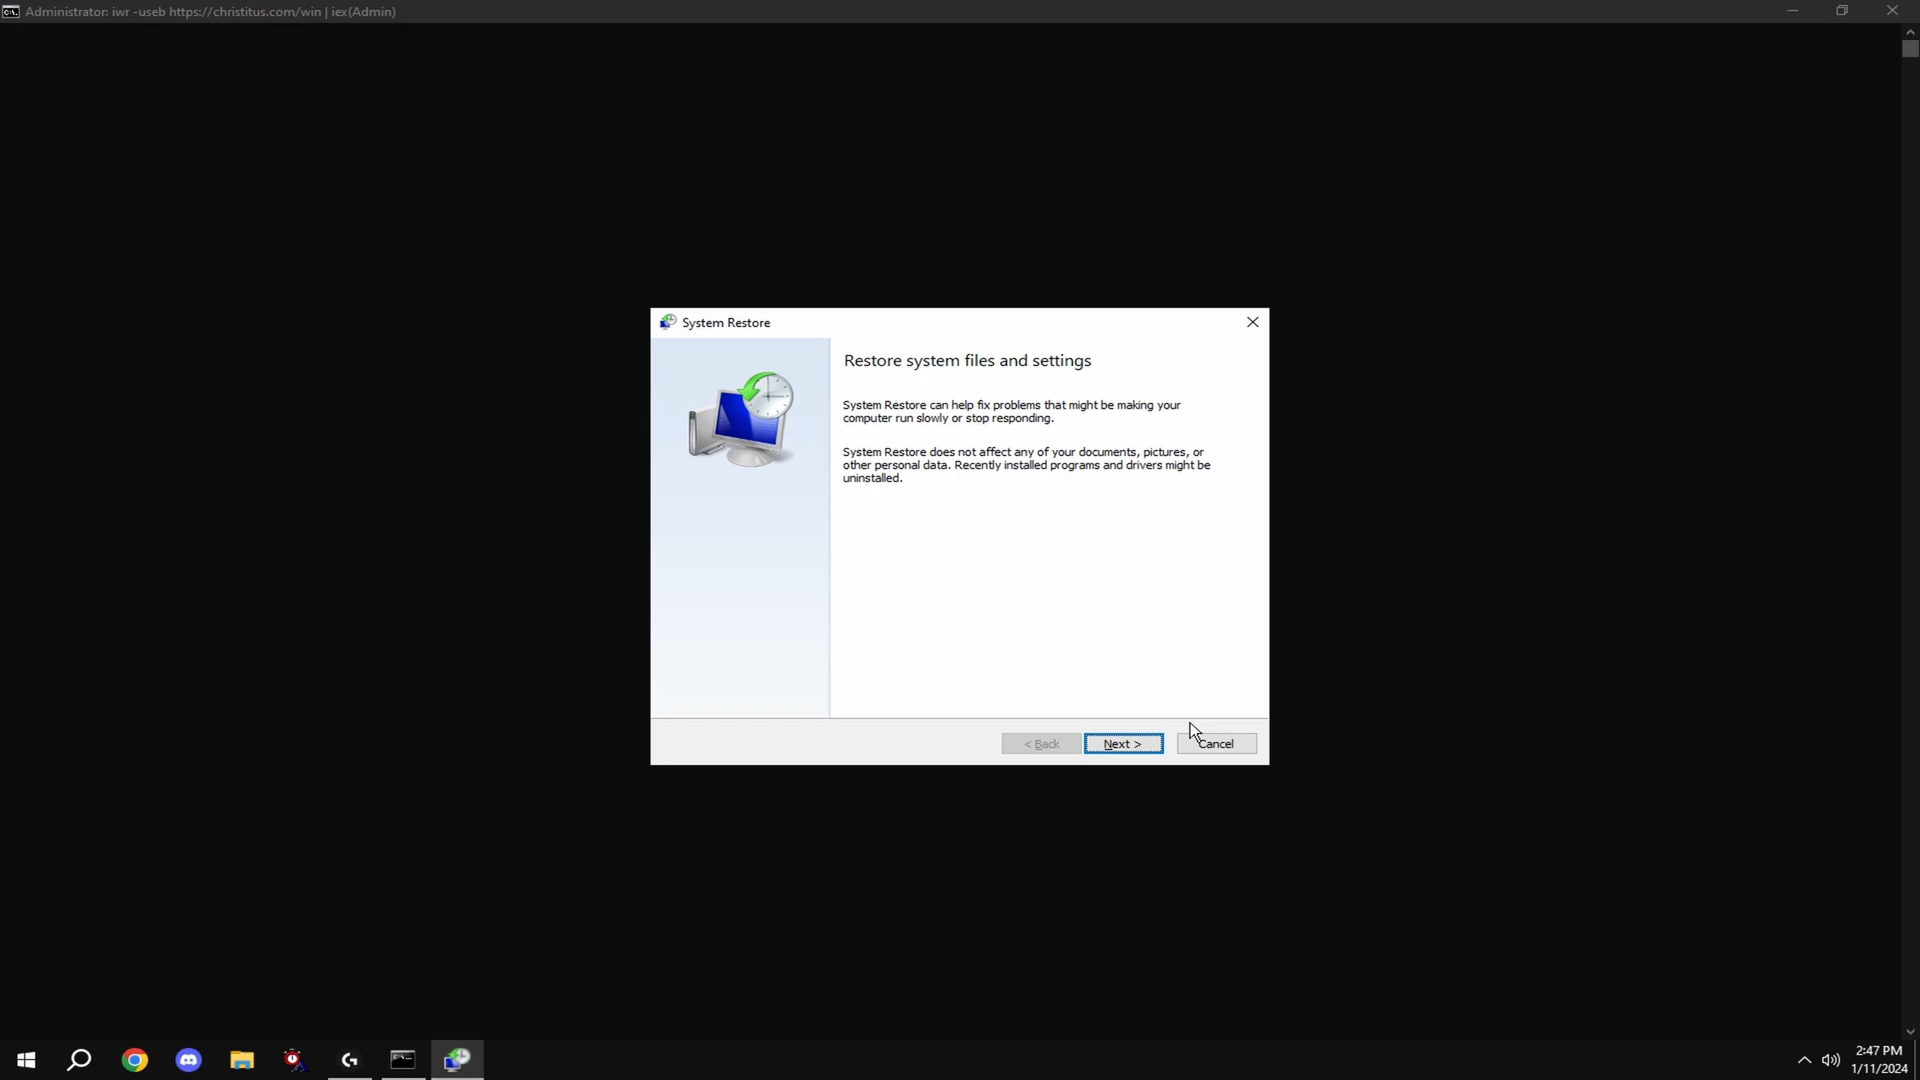 Administrator: iwr -useb https://christitus.com/win | iex(Admin)
System Restore
Restore system files and settings
System Restore can help fix problems that might be making your
computer run slowly or stop responding.
System Restore does not affect any of your documents, pictures, or
other personal data. Recently installed programs and drivers might be
uninstalled.
< Back
Next >
Cancel
2:47 PM
1/11/2024